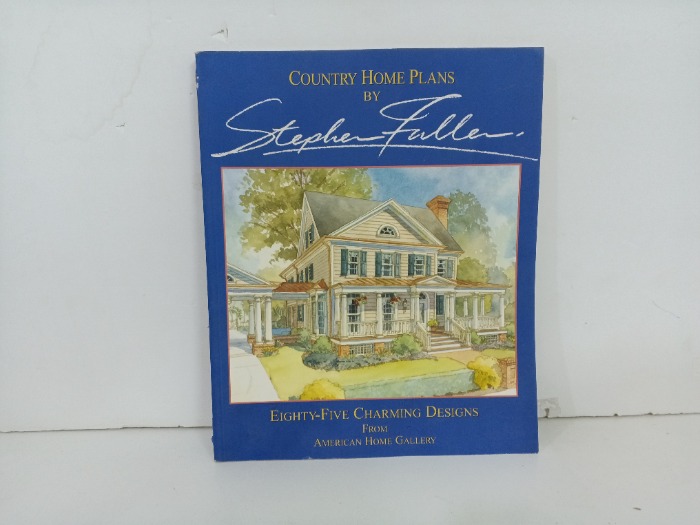 COUNTRY HOME PLANS
BY
Stephen Fuller
EIGHTY-FIVE CHARMING DESIGNS
FROM
AMERICAN HOME GALLERY